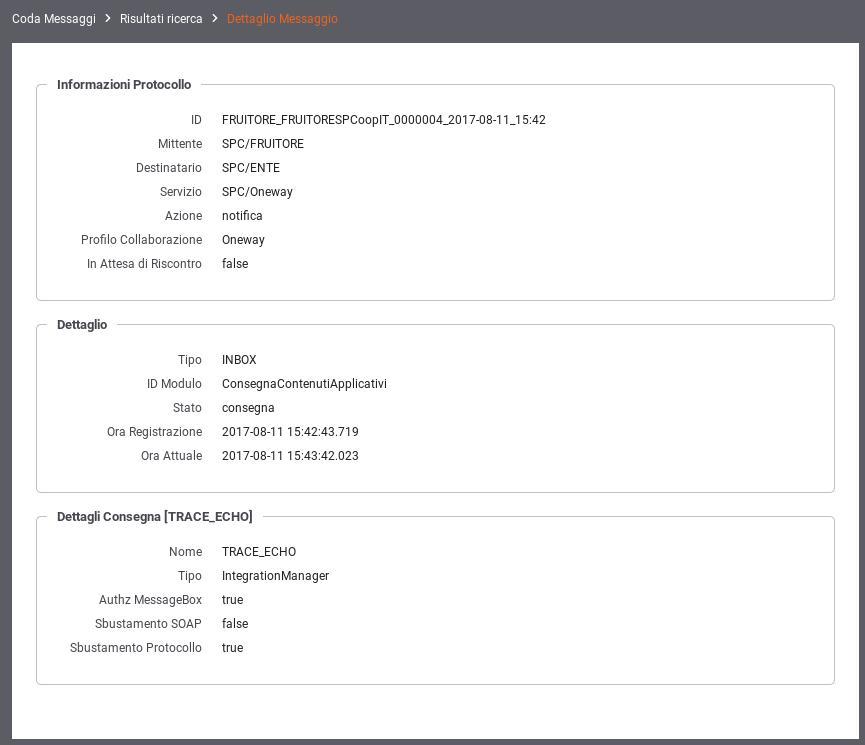 Coda Messaggi > Risultati ricerca > Dettaglio Messaggio
Informazioni Protocollo
ID FRUITORE_FRUITORESPCoopIT_0000004_2017-08-11_15:42
Mittente SPC/FRUITORE
Destinatario SPC/ENTE
Servizio SPC/Oneway
Azione notifica
Profilo Collaborazione Oneway
In Attesa di Riscontro false
Dettaglio
Tipo INBOX
ID Modulo ConsegnaContenutiApplicativi
Stato consegna
Ora Registrazione 2017-08-11 15:42:43.719
Ora Attuale 2017-08-11 15:43:42.023
Dettagli Consegna [TRACE_ECHO]
Nome TRACE_ECHO
Tipo IntegrationManager
Authz MessageBox true
Sbustamento SOAP false
Sbustamento Protocollo true